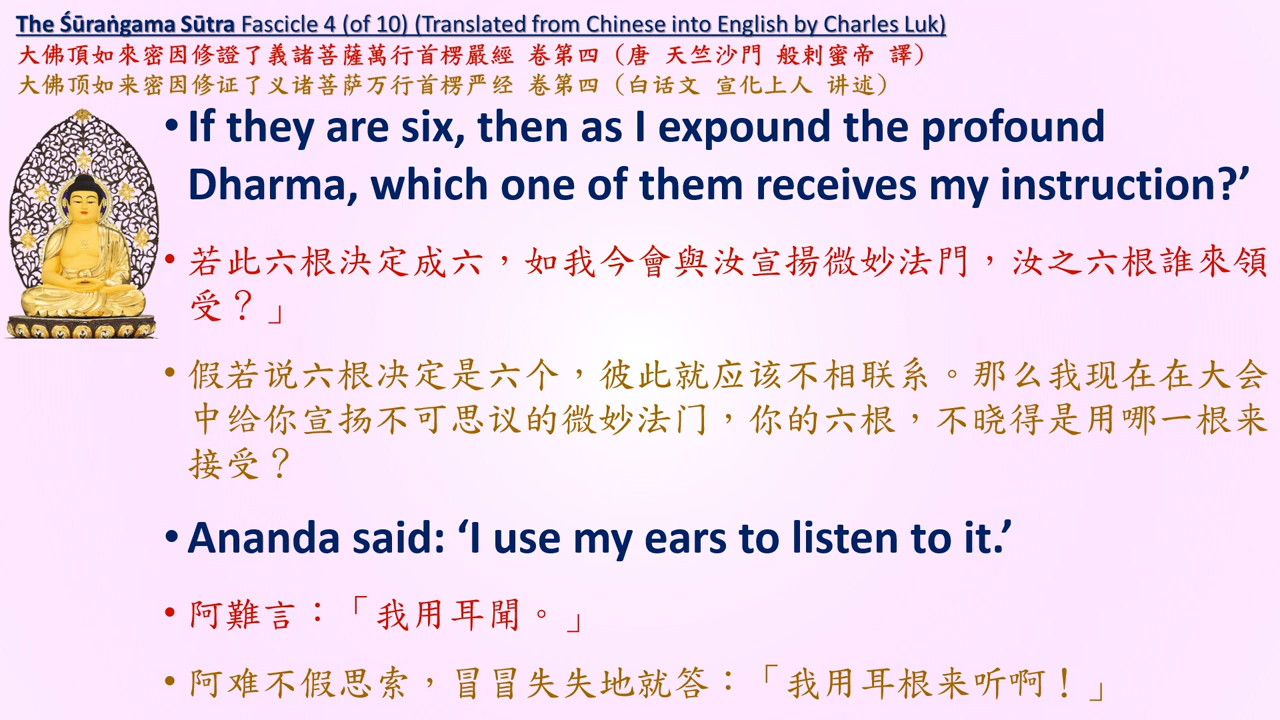 The Śūraṅgama Sūtra Fascicle 4 (of 10) (Translated from Chinese into English by Charles Luk)
大佛頂如來密因修證了義諸菩薩萬行首楞嚴經 卷第四（唐 天竺沙門 般剌蜜帝 譯）
大佛顶如来密因修证了义诸菩萨万行首楞严经 卷第四（白话文 宣化上人 讲述）
• If they are six, then as I expound the profound
Dharma, which one of them receives my instruction?’
• 若此六根決定成六，如我今會與汝宣揚微妙法門，汝之六根誰來領
受？」
• 假若说六根决定是六个，彼此就应该不相联系。那么我现在在大会
中给你宣扬不可思议的微妙法门，你的六根，不晓得是用哪一根来
接受？
• Ananda said: ‘I use my ears to listen to it.’
• 阿難言：「我用耳聞。」
• 阿难不假思索，冒冒失失地就答：「我用耳根来听啊！」